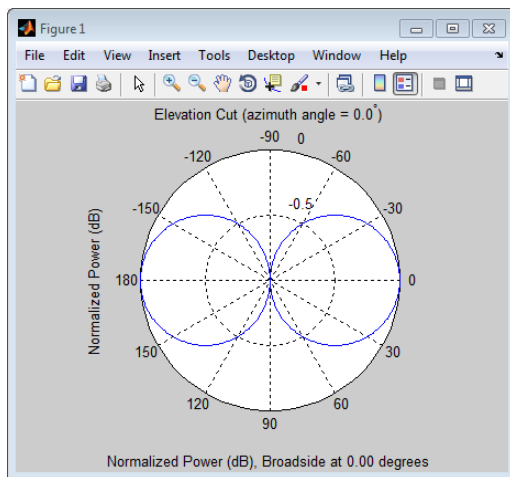 Figure 1
File Edit View Insert Tools Desktop Window Help
Elevation Cut (azimuth angle = 0.0°)
-90 0
-120 -60
-150 -0.5 -30
Normalized Power (dB)
180 0
150 30
120 60
90
Normalized Power (dB), Broadside at 0.00 degrees